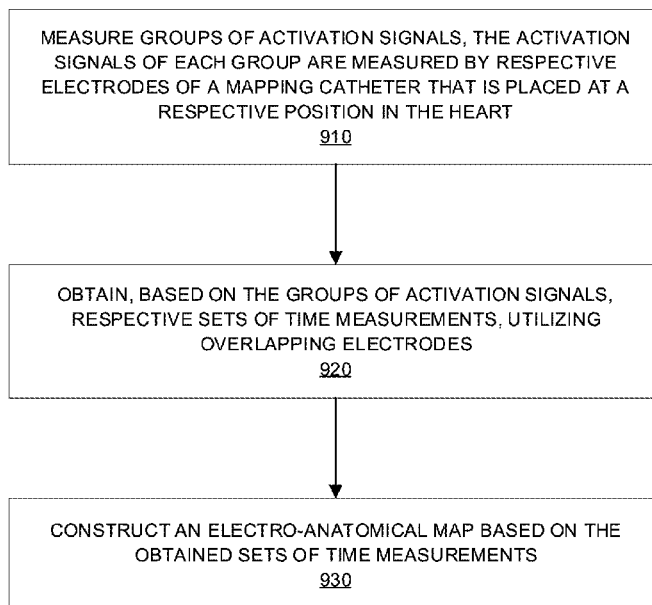 MEASURE GROUPS OF ACTIVATION SIGNALS, THE ACTIVATION
SIGNALS OF EACH GROUP ARE MEASURED BY RESPECTIVE
ELECTRODES OF A MAPPING CATHETER THAT IS PLACED AT A
RESPECTIVE POSITION IN THE HEART
910
OBTAIN, BASED ON THE GROUPS OF ACTIVATION SIGNALS,
RESPECTIVE SETS OF TIME MEASUREMENTS, UTILIZING
OVERLAPPING ELECTRODES
920
CONSTRUCT AN ELECTRO-ANATOMICAL MAP BASED ON THE
OBTAINED SETS OF TIME MEASUREMENTS
930